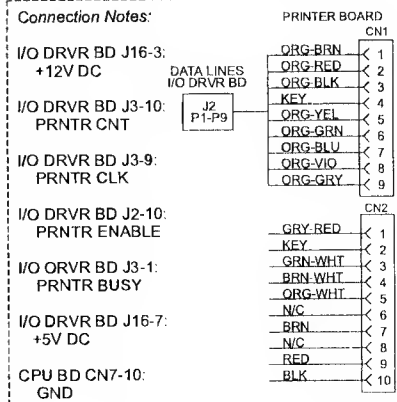 Connection Notes:
I/O DRVR BD J16-3:
+12V DC
I/O DRVR BD J3-10:
PRNTR CNT
I/O DRVR BD J3-9:
PRNTR CLK
I/O DRVR BD J2-10:
PRNTR ENABLE
I/O ORVR BD J3-1:
PRNTR BUSY
I/O DRVR BD J16-7:
+5V DC
CPU BD CN7-10:
GND
DATA LINES
I/O DRVR BD
J2
P1-P9
PRINTER BOARD
CN1
ORG-BRN 1
ORG-RED 2
ORG-BLK 3
KEY 4
ORG-YEL 5
ORG-GRN 6
ORG-BLU 7
ORG-VIO 8
ORG-GRY 9
CN2
GRY-RED 1
KEY 2
GRN-WHT 3
BRN-WHT 4
ORG-WHT 5
N/C 6
BRN 7
N/C 8
RED 9
BLK 10